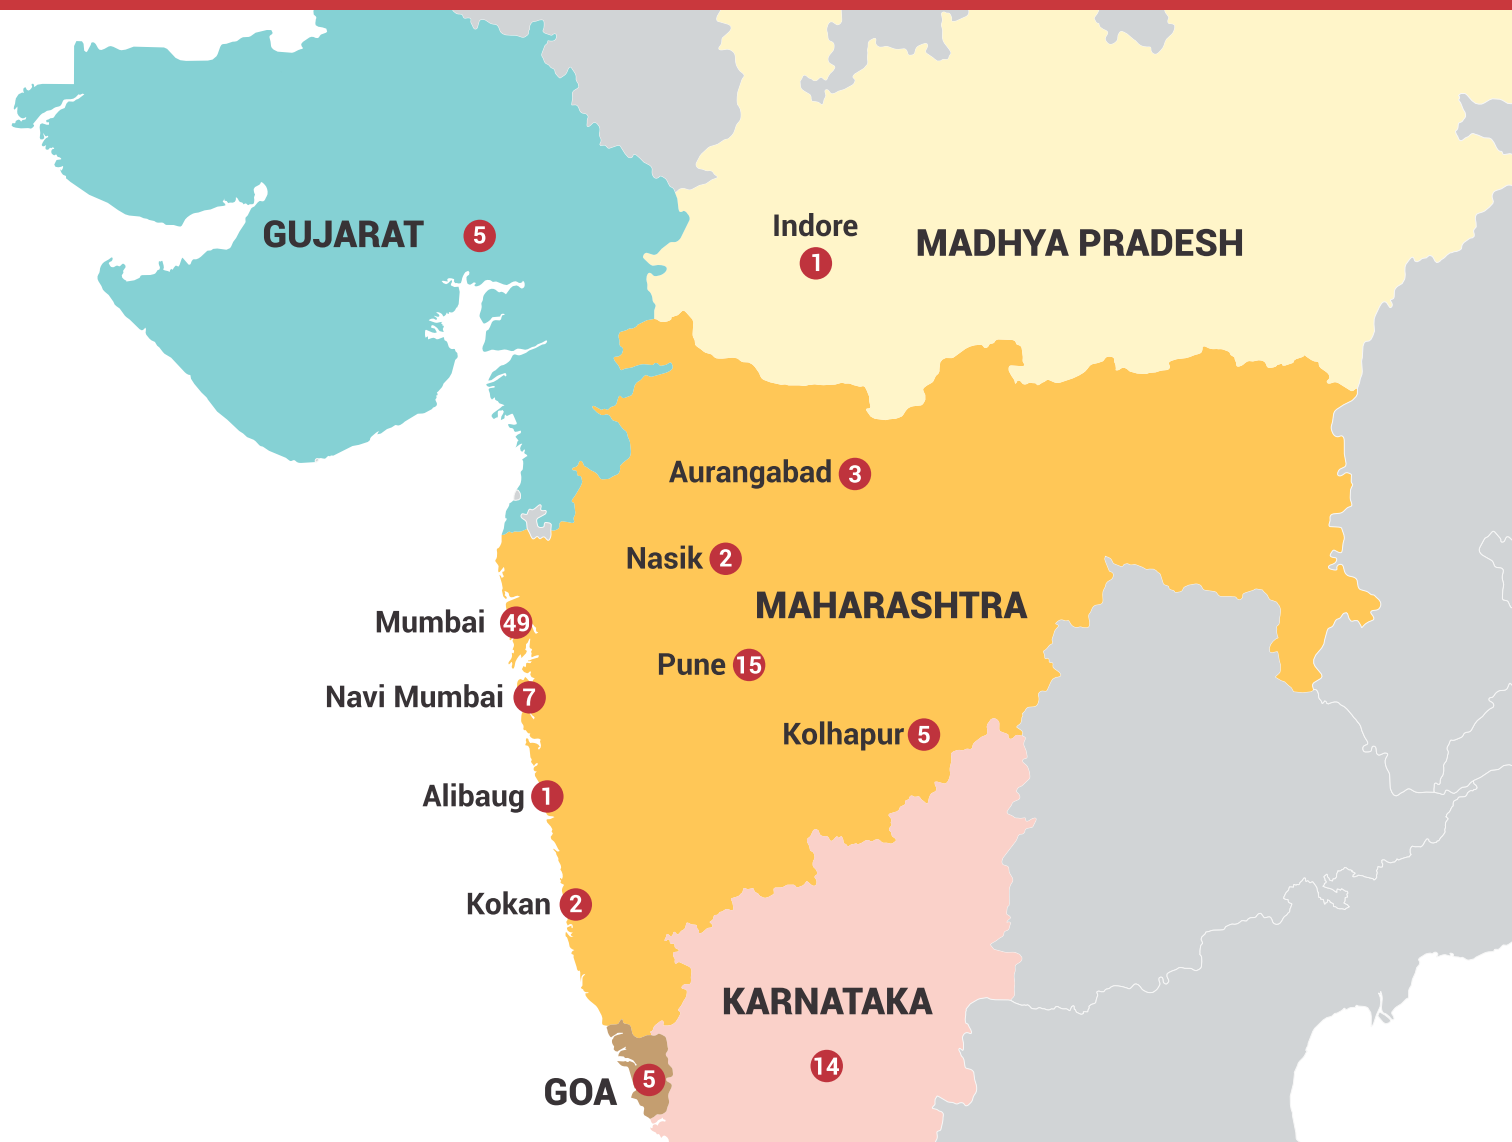 Indore
1
GUJARAT 5
MADHYA PRADESH
Aurangabad 3
Nasik 2
MAHARASHTRA
Mumbai 49
Pune 15
Navi Mumbai 7
Kolhapur 5
Alibaug 1
Kokan 2
KARNATAKA
14
GOA 5